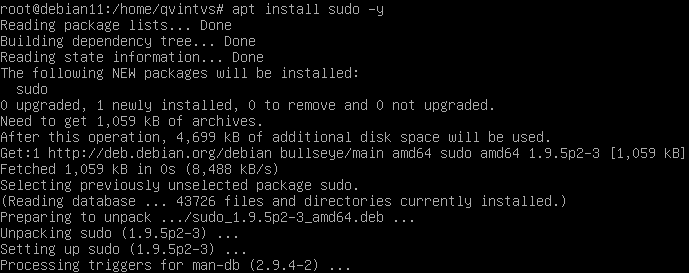 root@debian11:/home/qvintvs# apt install sudo -y
Reading package lists... Done
Building dependency tree... Done
Reading state information... Done
The following NEW packages will be installed:
  sudo
0 upgraded, 1 newly installed, 0 to remove and 0 not upgraded.
Need to get 1,059 kB of archives.
After this operation, 4,699 kB of additional disk space will be used.
Get:1 http://deb.debian.org/debian bullseye/main amd64 sudo amd64 1.9.5p2-3 [1,059 kB]
Fetched 1,059 kB in 0s (8,488 kB/s)
Selecting previously unselected package sudo.
(Reading database ... 43726 files and directories currently installed.)
Preparing to unpack .../sudo_1.9.5p2-3_amd64.deb ...
Unpacking sudo (1.9.5p2-3) ...
Setting up sudo (1.9.5p2-3) ...
Processing triggers for man-db (2.9.4-2) ...